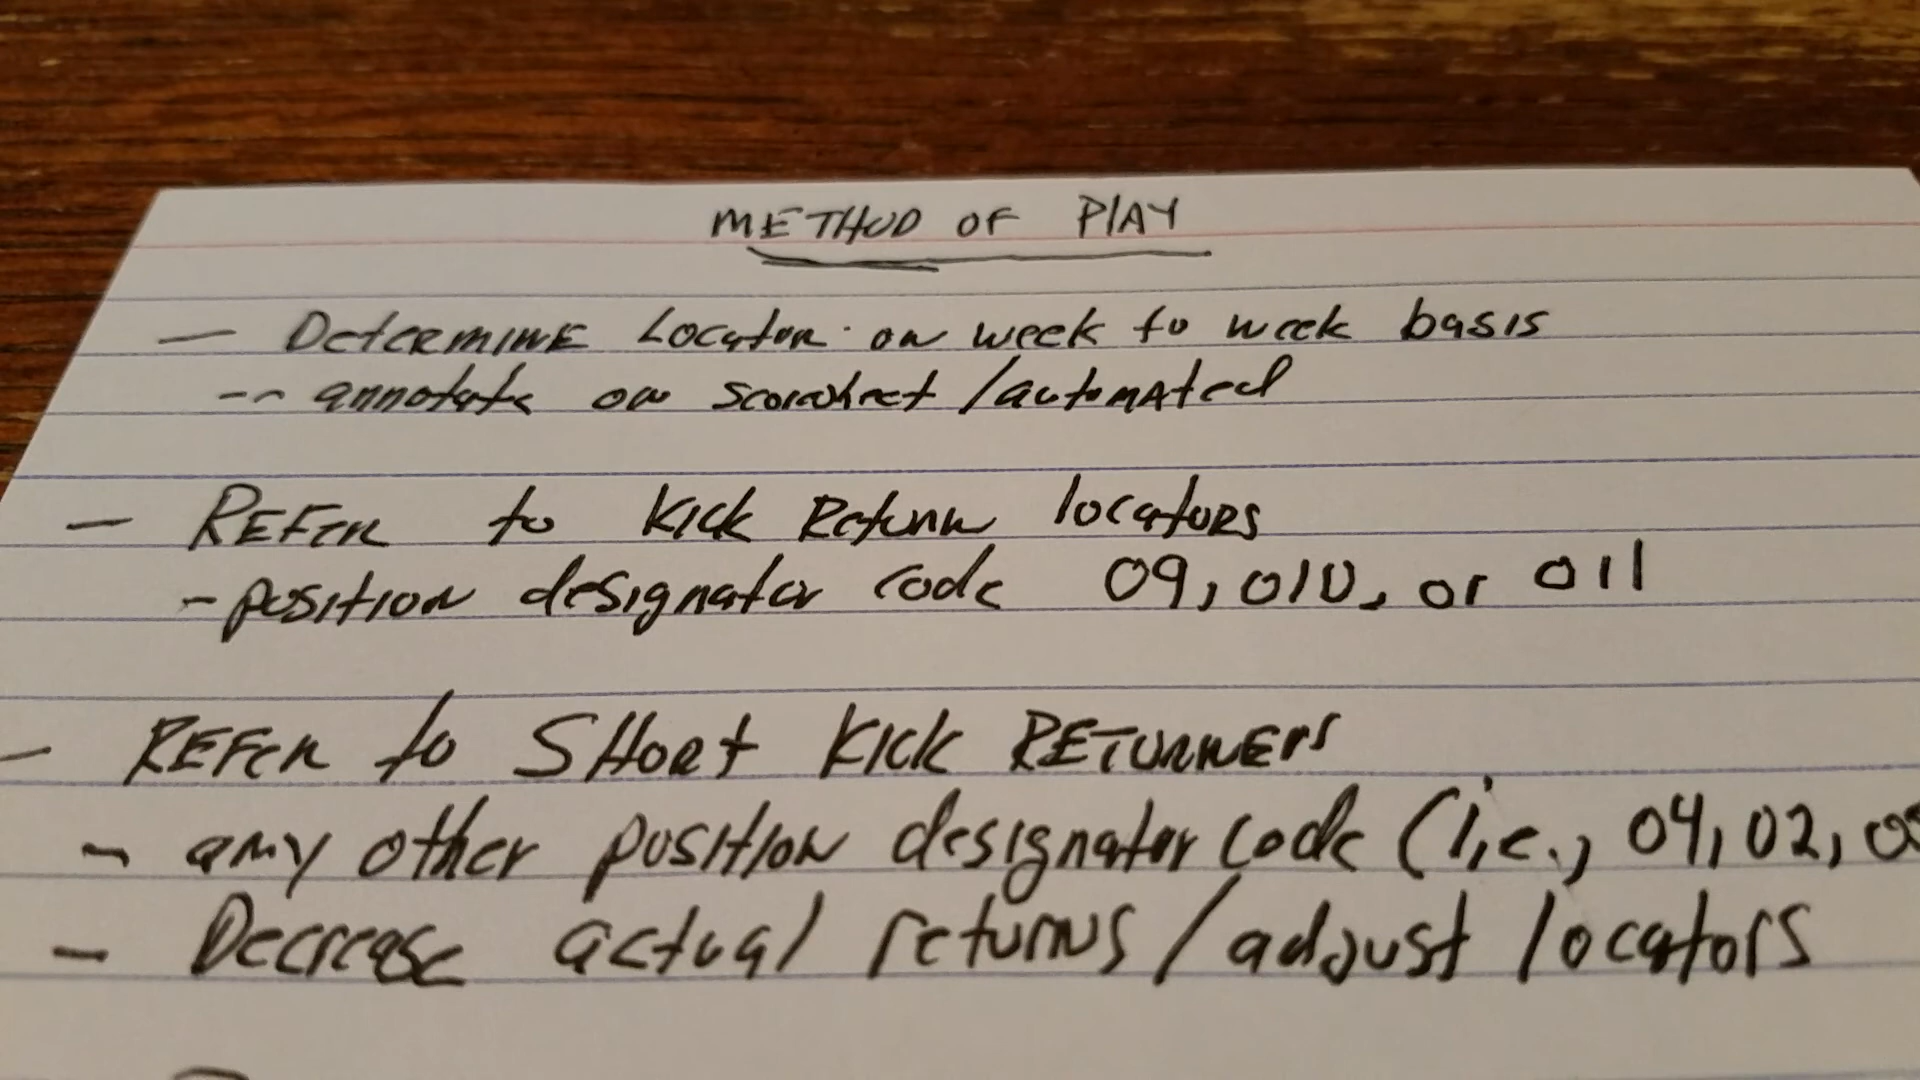 METHOD OF PLAY
— Determine Locator on week to week basis
-- annotate on scoresheet/automated
— REFER to Kick Return locators
- position designator code 09, 010, or 011
- REFER to SHORT KICK RETURNERS
- any other position designator code (i.e., 04, 02,
- Decrease actual returns/adjust locators